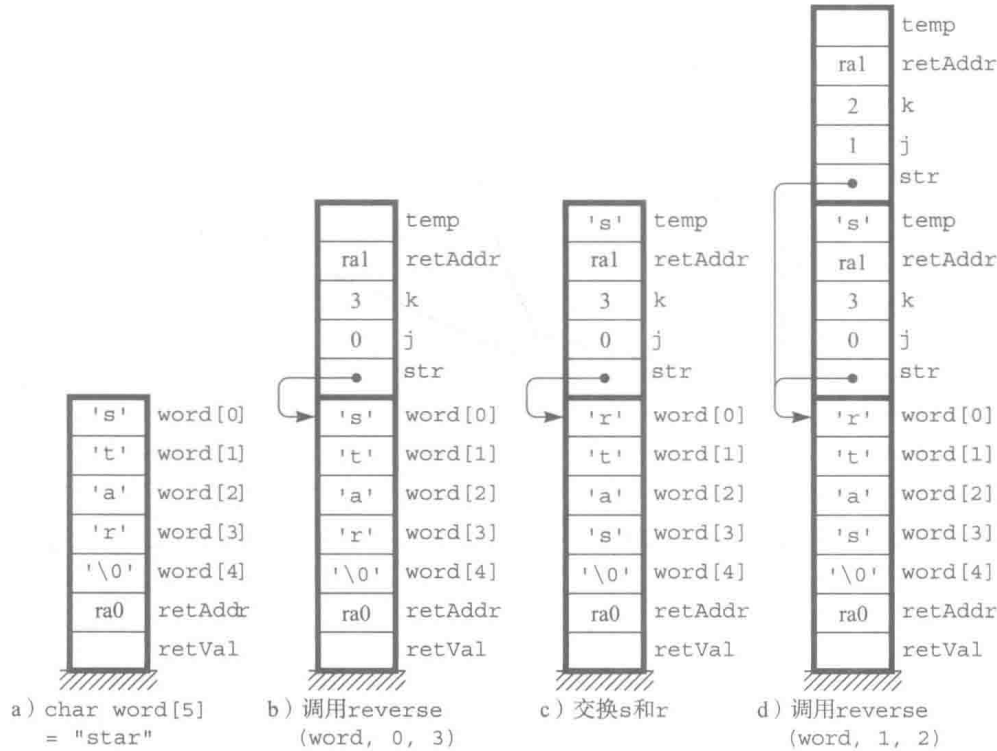 temp
ra1 retAddr
2 k
1 j
str
temp 's' temp 's' temp
ra1 retAddr ra1 retAddr ra1 retAddr
3 k 3 k 3 k
0 j 0 j 0 j
str str str
's' word[0] 's' word[0] 'r' word[0] 'r' word[0]
't' word[1] 't' word[1] 't' word[1] 't' word[1]
'a' word[2] 'a' word[2] 'a' word[2] 'a' word[2]
'r' word[3] 'r' word[3] 's' word[3] 's' word[3]
'\0' word[4] '\0' word[4] '\0' word[4] '\0' word[4]
ra0 retAddr ra0 retAddr ra0 retAddr ra0 retAddr
retVal retVal retVal retVal
a）char word[5] b）调用reverse c）交换s和r d）调用reverse
= "star" (word, 0, 3) (word, 1, 2)